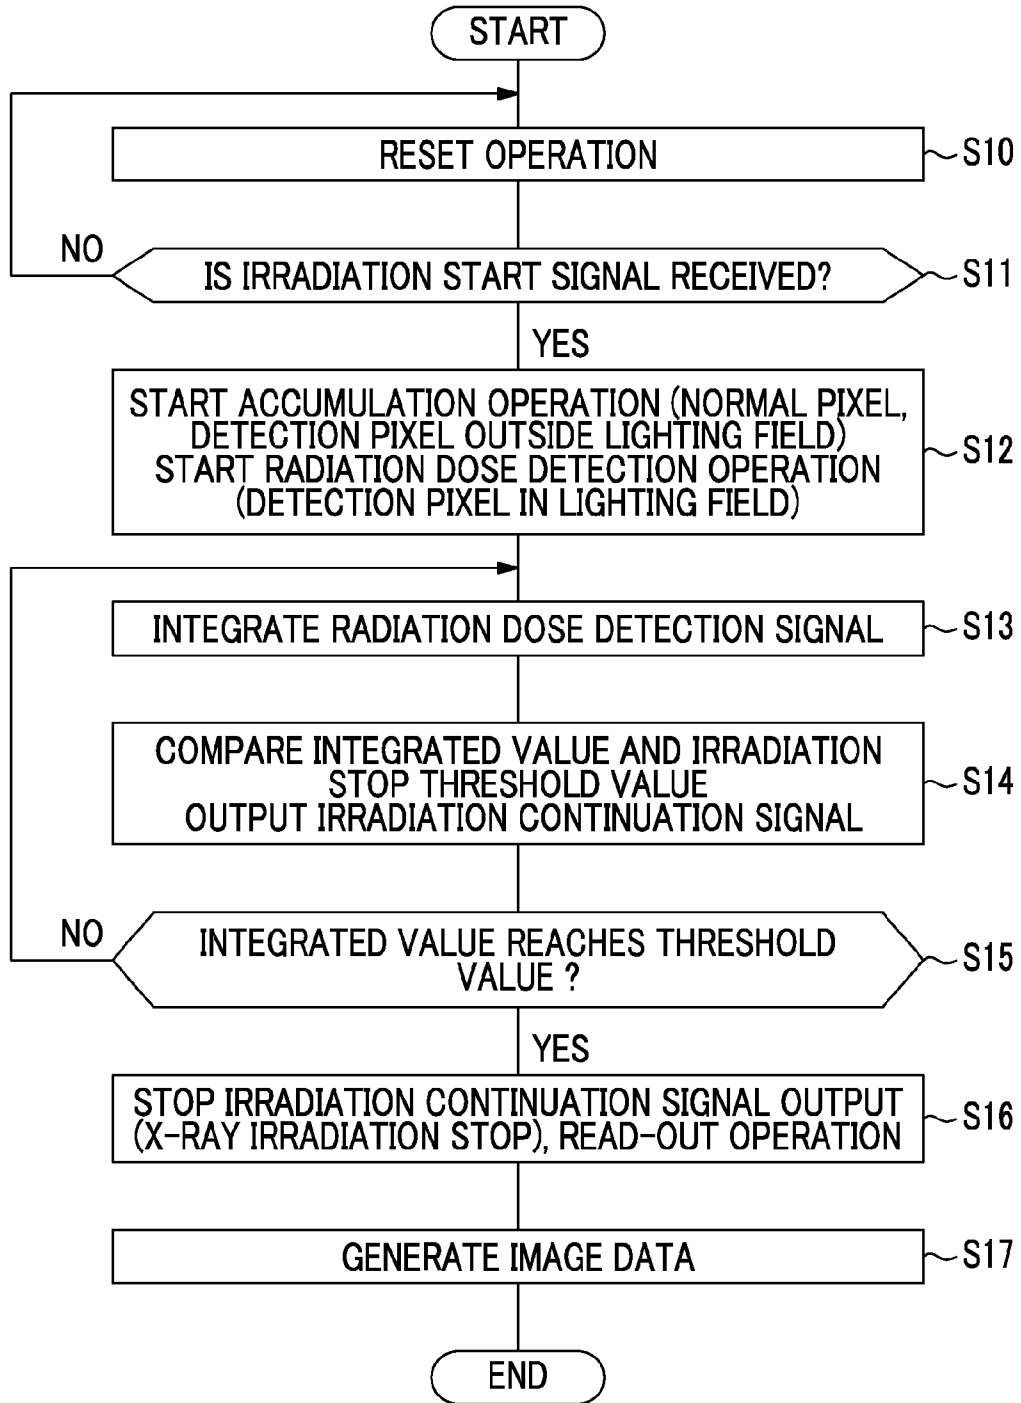 START
RESET OPERATION
S10
NO
IS IRRADIATION START SIGNAL RECEIVED?
S11
YES
START ACCUMULATION OPERATION (NORMAL PIXEL,
DETECTION PIXEL OUTSIDE LIGHTING FIELD)
START RADIATION DOSE DETECTION OPERATION
(DETECTION PIXEL IN LIGHTING FIELD)
S12
INTEGRATE RADIATION DOSE DETECTION SIGNAL
S13
COMPARE INTEGRATED VALUE AND IRRADIATION
STOP THRESHOLD VALUE
OUTPUT IRRADIATION CONTINUATION SIGNAL
S14
NO
INTEGRATED VALUE REACHES THRESHOLD
VALUE ?
S15
YES
STOP IRRADIATION CONTINUATION SIGNAL OUTPUT
(X-RAY IRRADIATION STOP), READ-OUT OPERATION
S16
GENERATE IMAGE DATA
S17
END